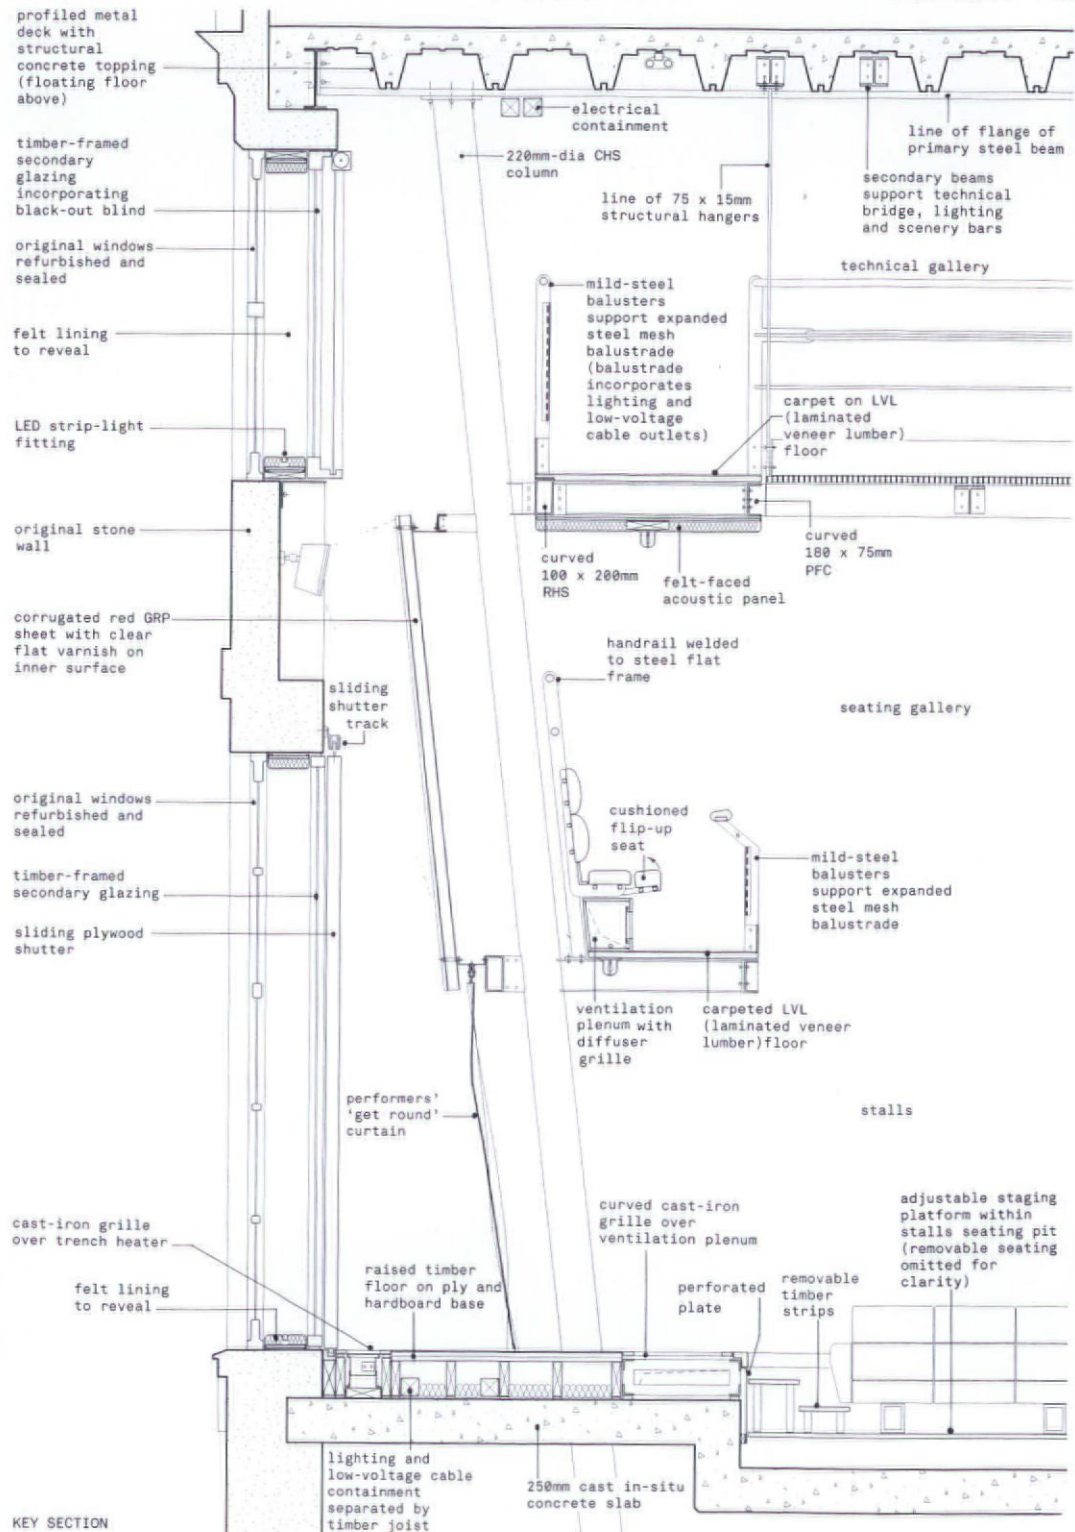 profiled metal
deck with
structural
concrete topping
(floating floor
above)
timber-framed
secondary
glazing
incorporating
black-out blind
original windows
refurbished and
sealed
felt lining
to reveal
LED strip-light
fitting
original stone
wall
corrugated red GRP
sheet with clear
flat varnish on
inner surface
sliding
shutter
track
original windows
refurbished and
sealed
timber-framed
secondary glazing
sliding plywood
shutter
cast-iron grille
over trench heater
felt lining
to reveal
KEY SECTION
electrical
containment
220mm-dia CHS
column
line of 75 x 15mm
structural hangers
line of flange of
primary steel beam
secondary beams
support technical
bridge, lighting
and scenery bars
technical gallery
mild-steel
balusters
support expanded
steel mesh
balustrade
(balustrade
incorporates
lighting and
low-voltage
cable outlets)
carpet on LVL
(laminated
veneer lumber)
floor
curved
100 x 200mm
RHS
felt-faced
acoustic panel
curved
180 x 75mm
PFC
handrail welded
to steel flat
frame
seating gallery
cushioned
flip-up
seat
mild-steel
balusters
support expanded
steel mesh
balustrade
ventilation
plenum with
diffuser
grille
carpeted LVL
(laminated veneer
lumber)floor
performers'
'get round'
curtain
stalls
curved cast-iron
grille over
ventilation plenum
adjustable staging
platform within
stalls seating pit
(removable seating
omitted for
clarity)
raised timber
floor on ply and
hardboard base
perforated
plate
removable
timber
strips
lighting and
low-voltage cable
containment
separated by
timber joist
250mm cast in-situ
concrete slab